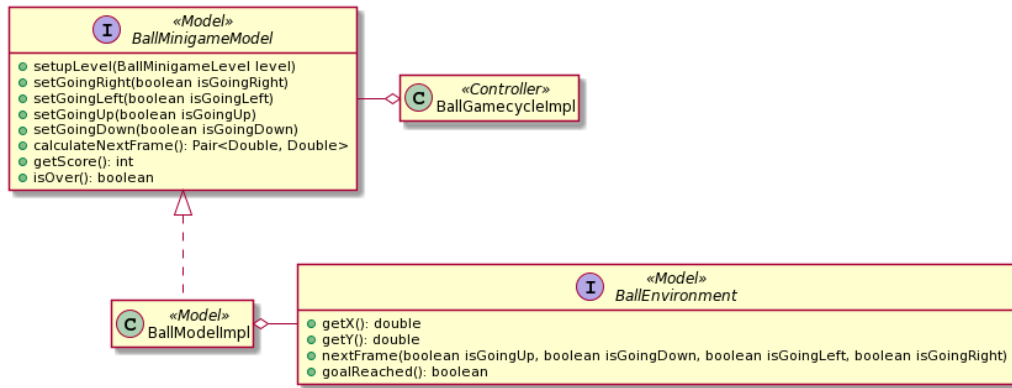 «Model»
I BallMinigameModel
setupLevel(BallMinigameLevel level)
setGoingRight(boolean isGoingRight)
setGoingLeft(boolean isGoingLeft)
setGoingUp(boolean isGoingUp)
setGoingDown(boolean isGoingDown)
calculateNextFrame(): Pair<Double, Double>
getScore(): int
isOver(): boolean
«Controller»
C BallGamecycleImpl
«Model»
C BallModelImpl
«Model»
I BallEnvironment
getX(): double
getY(): double
nextFrame(boolean isGoingUp, boolean isGoingDown, boolean isGoingLeft, boolean isGoingRight)
goalReached(): boolean